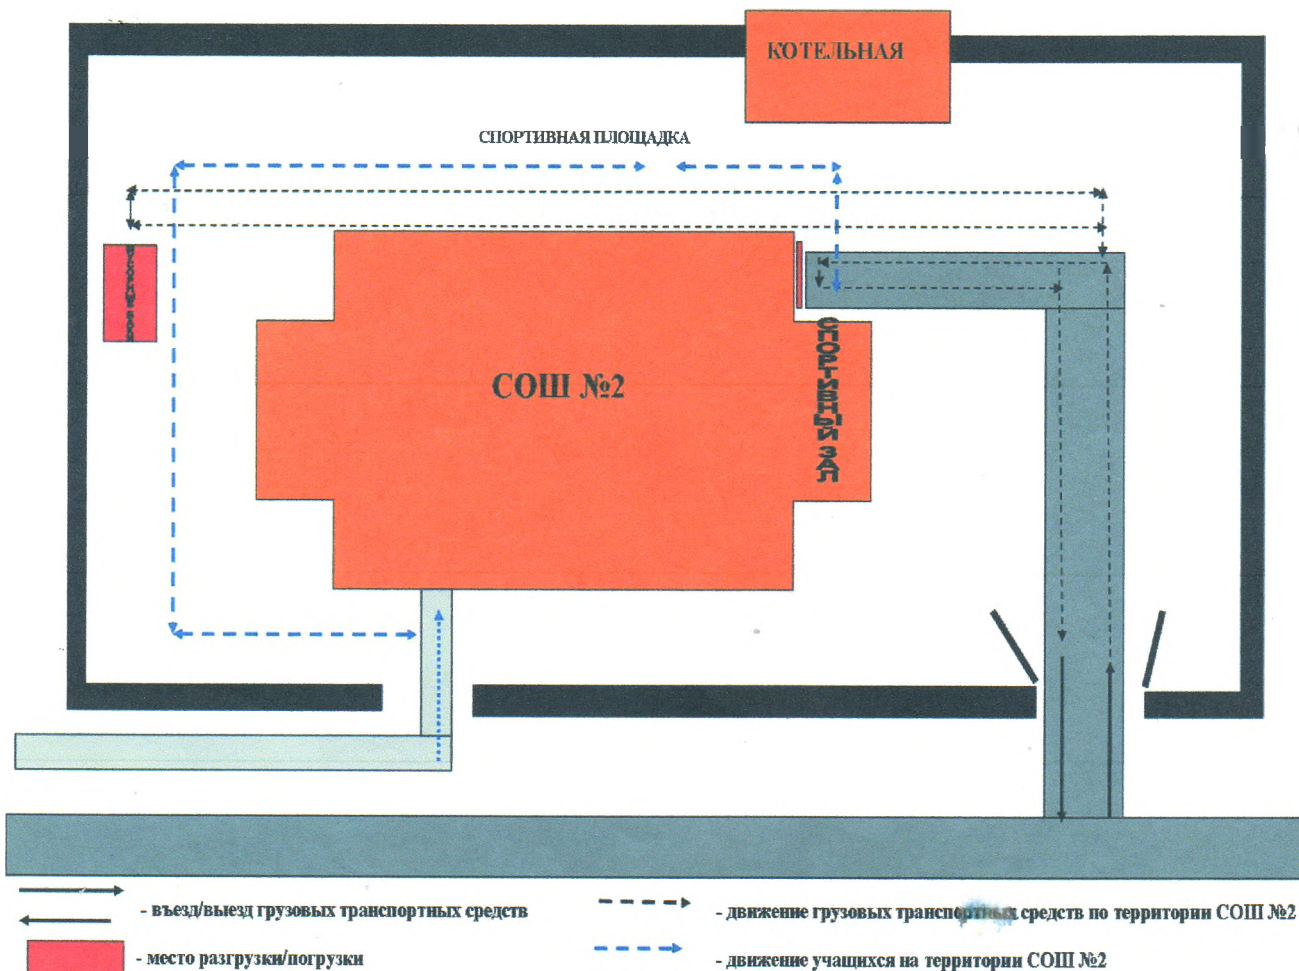 КОТЕЛЬНАЯ
СПОРТИВНАЯ ПЛОЩАДКА
СОШ №2
СПОРТИВНЫЙ ЗАЛ
- въезд/выезд грузовых транспортных средств
- движение грузовых транспортных средств по территории СОШ №2
- место разгрузки/погрузки
- движение учащихся на территории СОШ №2